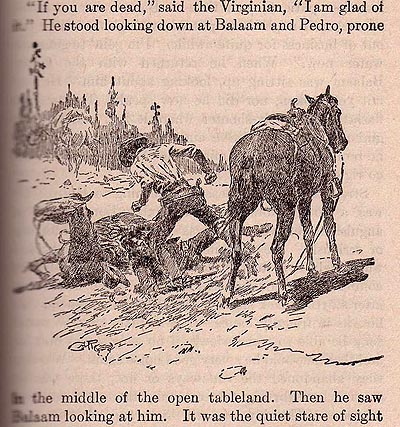 "If you are dead," said the Virginian, "I am glad of
it." He stood looking down at Balaam and Pedro, prone
in the middle of the open tableland. Then he saw
Balaam looking at him. It was the quiet stare of sight